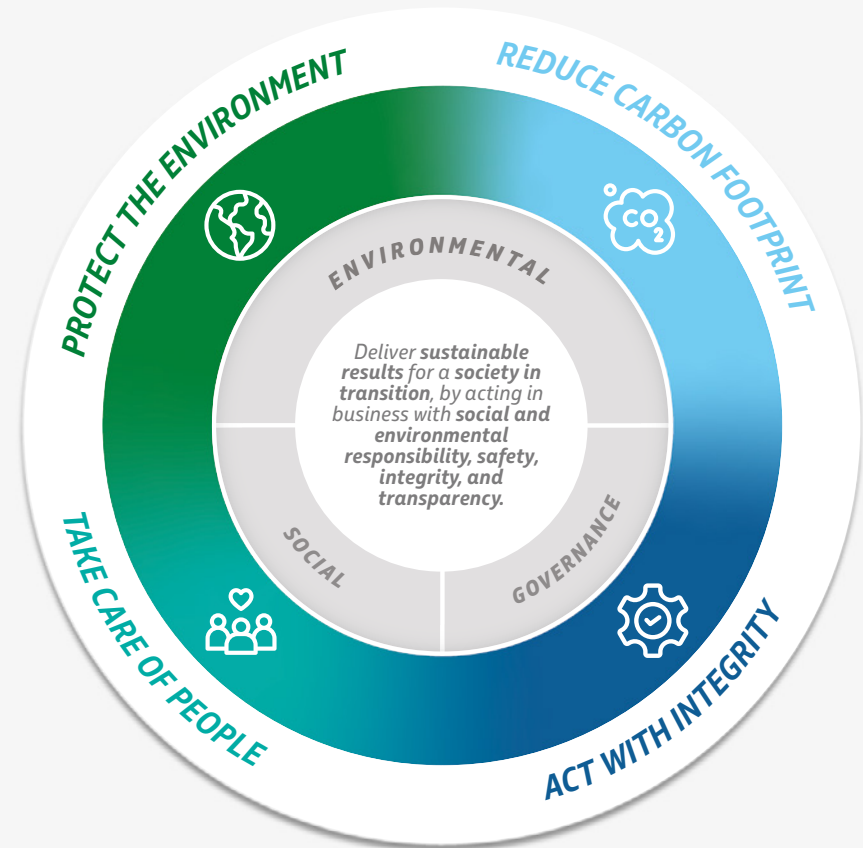 PROTECT THE ENVIRONMENT
REDUCE CARBON FOOTPRINT
CO2
ENVIRONMENTAL
Deliver sustainable
results for a society in
transition, by acting in
business with social and
environmental
responsibility, safety,
integrity, and
transparency.
SOCIAL
GOVERNANCE
TAKE CARE OF PEOPLE
ACT WITH INTEGRITY